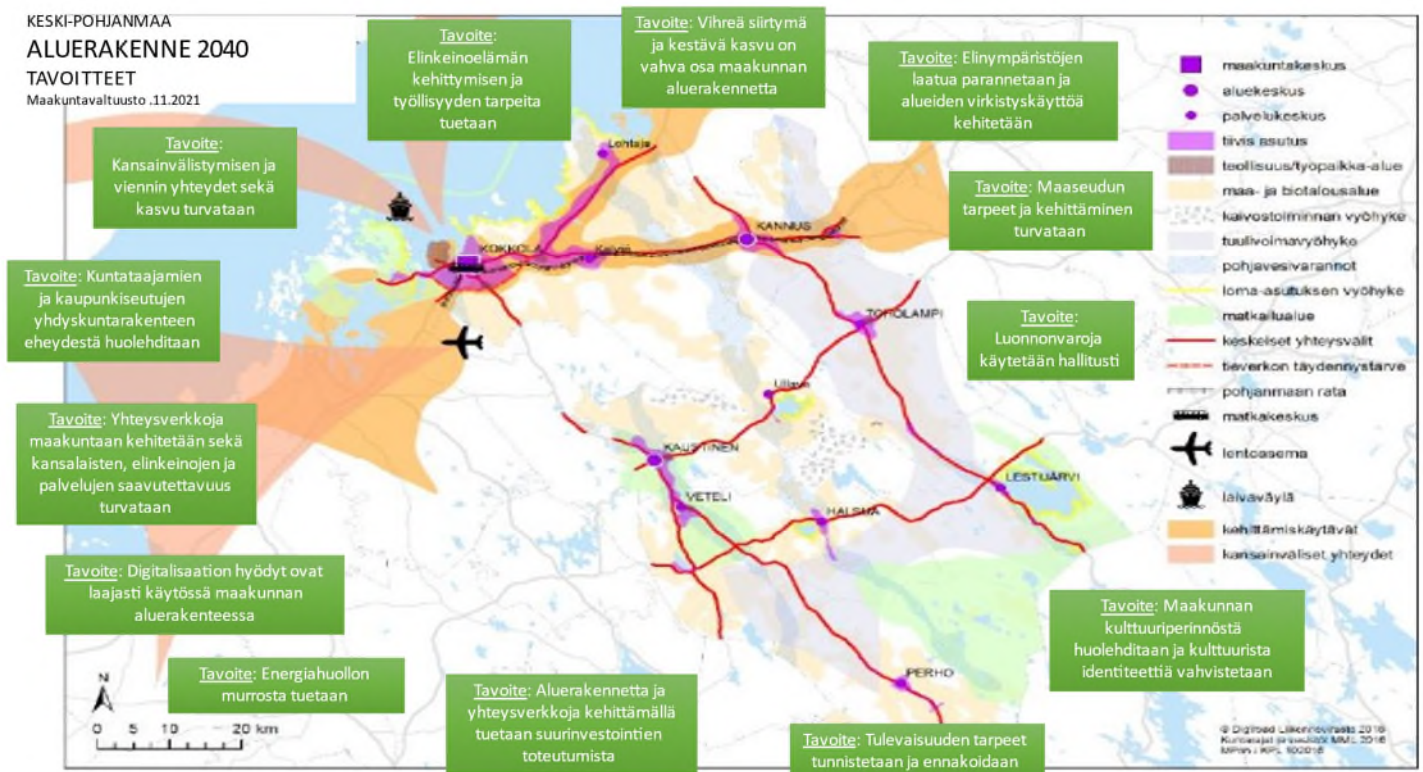 KESKI-POHJANMAA
ALUERAKENNE 2040
TAVOITTEET
Maakuntavaltuusto .11.2021
Tavoite:
Elinkeinoelämän
kehittymisen ja
työllisyyden tarpeita
tuetaan
Tavoite: Vihreä siirtymä
ja kestävä kasvu on
vahva osa maakunnan
aluerakennetta
Tavoite: Elinympäristöjen
laatua parannetaan ja
alueiden virkistyskäyttöä
kehitetään
Tavoite:
Kansainvälistymisen ja
viennin yhteydet sekä
kasvu turvataan
Tavoite: Maaseudun
tarpeet ja kehittäminen
turvataan
Tavoite: Kuntataajamien
ja kaupunkiseutujen
yhdyskuntarakenteen
eheydestä huolehditaan
Tavoite:
Luonnonvaroja
käytetään hallitusti
Tavoite: Yhteysverkkoja
maakuntaan kehitetään sekä
kansalaisten, elinkeinojen ja
palvelujen saavutettavuus
turvataan
Tavoite: Digitalisaation hyödyt ovat
laajasti käytössä maakunnan
aluerakenteessa
Tavoite: Energiahuollon
murrosta tuetaan
Tavoite: Aluerakennetta ja
yhteysverkkoja kehittämällä
tuetaan suurinvestointien
toteutumista
Tavoite: Tulevaisuuden tarpeet
tunnistetaan ja ennakoidaan
Tavoite: Maakunnan
kulttuuriperinnöstä
huolehditaan ja kulttuurista
identiteettiä vahvistetaan
Lohtaja
KOKKOLA
Kälviä
KANNUS
TOHOLAMPI
Ullava
KAUSTINEN
VETELI
HALSUA
LESTIJÄRVI
PERHO
maakuntakeskus
aluekeskus
palvelukeskus
tiivis asutus
teollisuus/työpaikka-alue
maa- ja biotalousalue
kaivostoiminnan vyöhyke
tuulivoimavyöhyke
pohjavesivarannot
loma-asutuksen vyöhyke
matkailualue
keskeiset yhteysvälit
tieverkon täydennystarve
pohjanmaan rata
matkakeskus
lentoasema
laivaväylä
kehittämiskäytävät
kansainväliset yhteydet
N
0 5 10 20 km
© Digiroad Liikennevirasto 2016